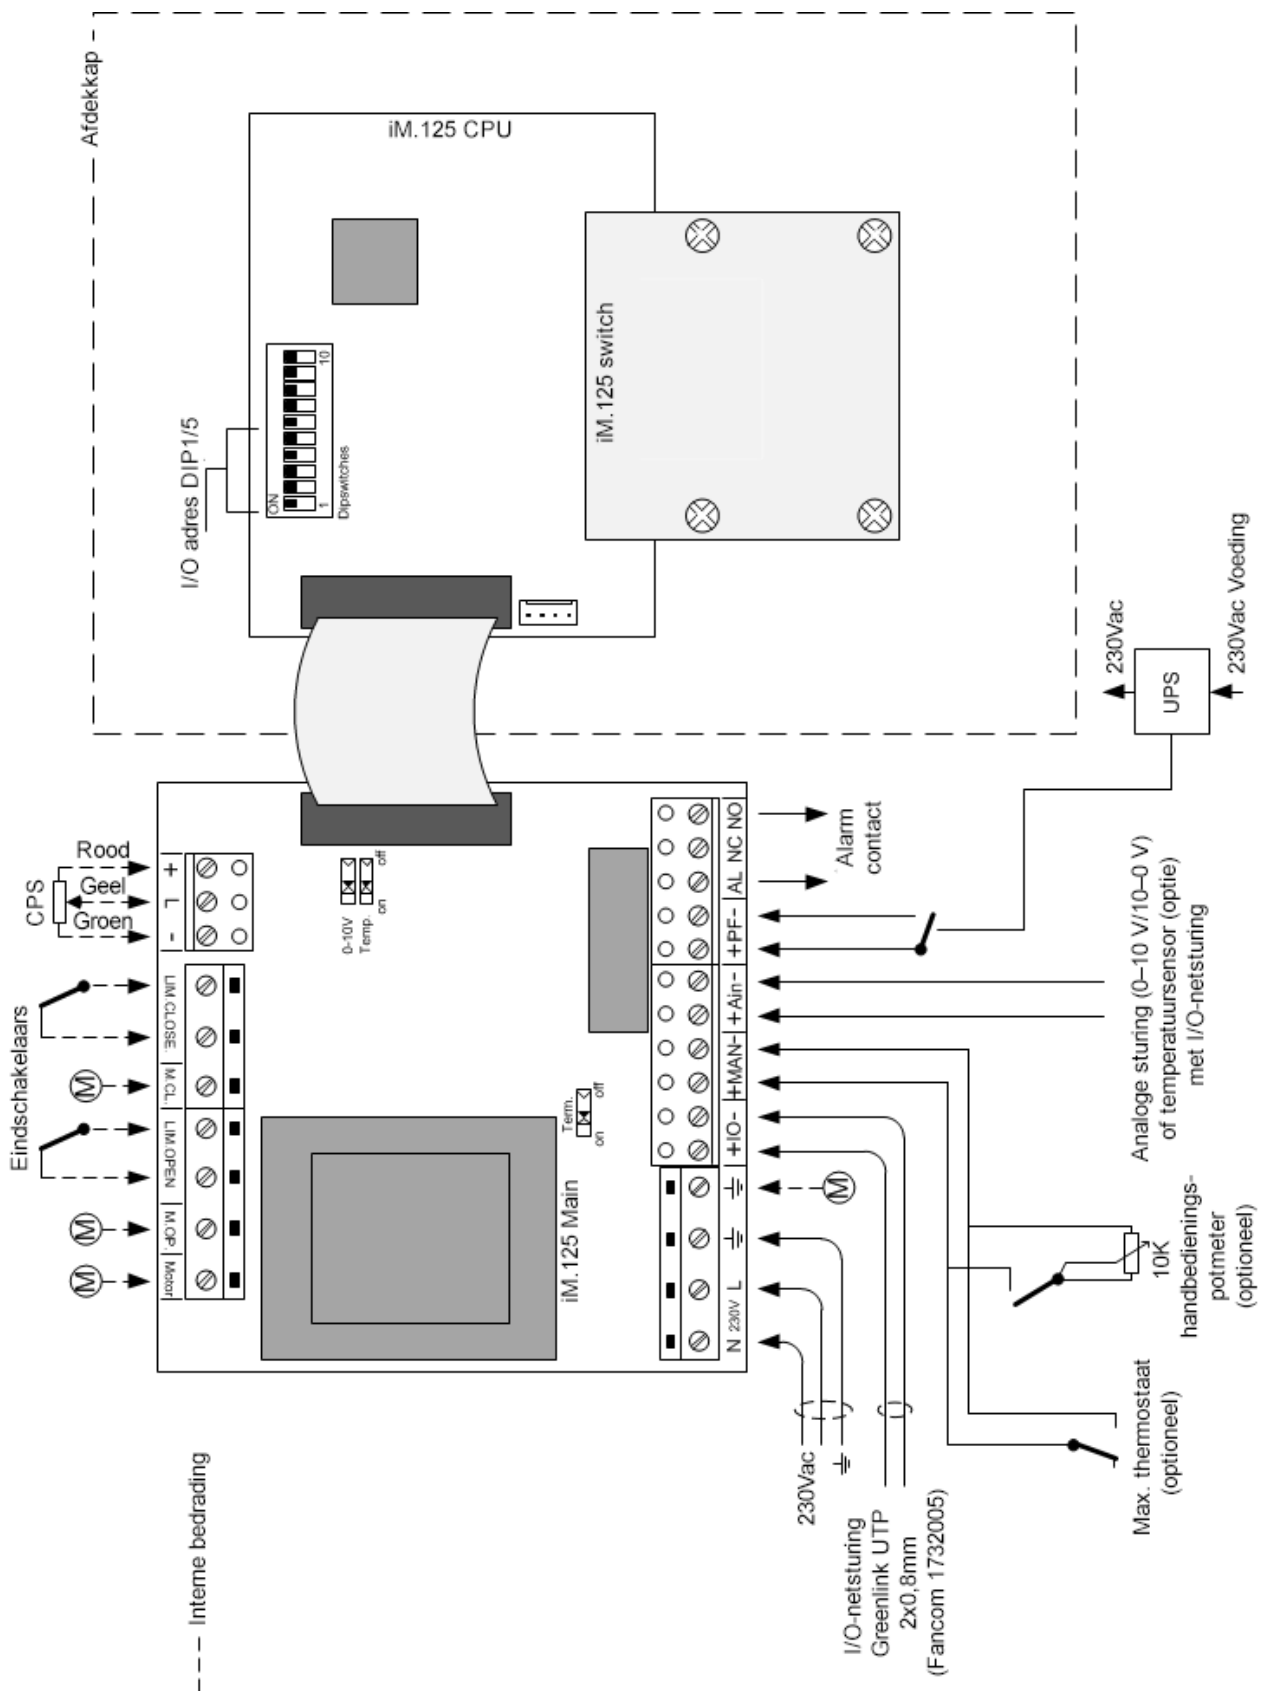 Interne bedrading
Eindschakelaars
CPS
Rood
Geel
Groen
M
M
M
Motor
M.OP.
LIM.OPEN
M.CL.
LIM CLOSE.
-
L
+
iM.125 Main
0-10V
Temp.
on
off
Term.
on
off
N 230V L
+IO-
+MAN-
+Ain-
+PF-
AL NC NO
M
230Vac
I/O-netsturing
Greenlink UTP
2x0,8mm
(Fancom 1732005)
Max. thermostaat
(optioneel)
10K
handbedienings-
potmeter
(optioneel)
Analoge sturing (0–10 V/10–0 V)
of temperatuursensor (optie)
met I/O-netsturing
Alarm
contact
UPS
230Vac
230Vac Voeding
Afdekkap
iM.125 CPU
I/O adres DIP1/5
ON
1
10
Dipswitches
iM.125 switch